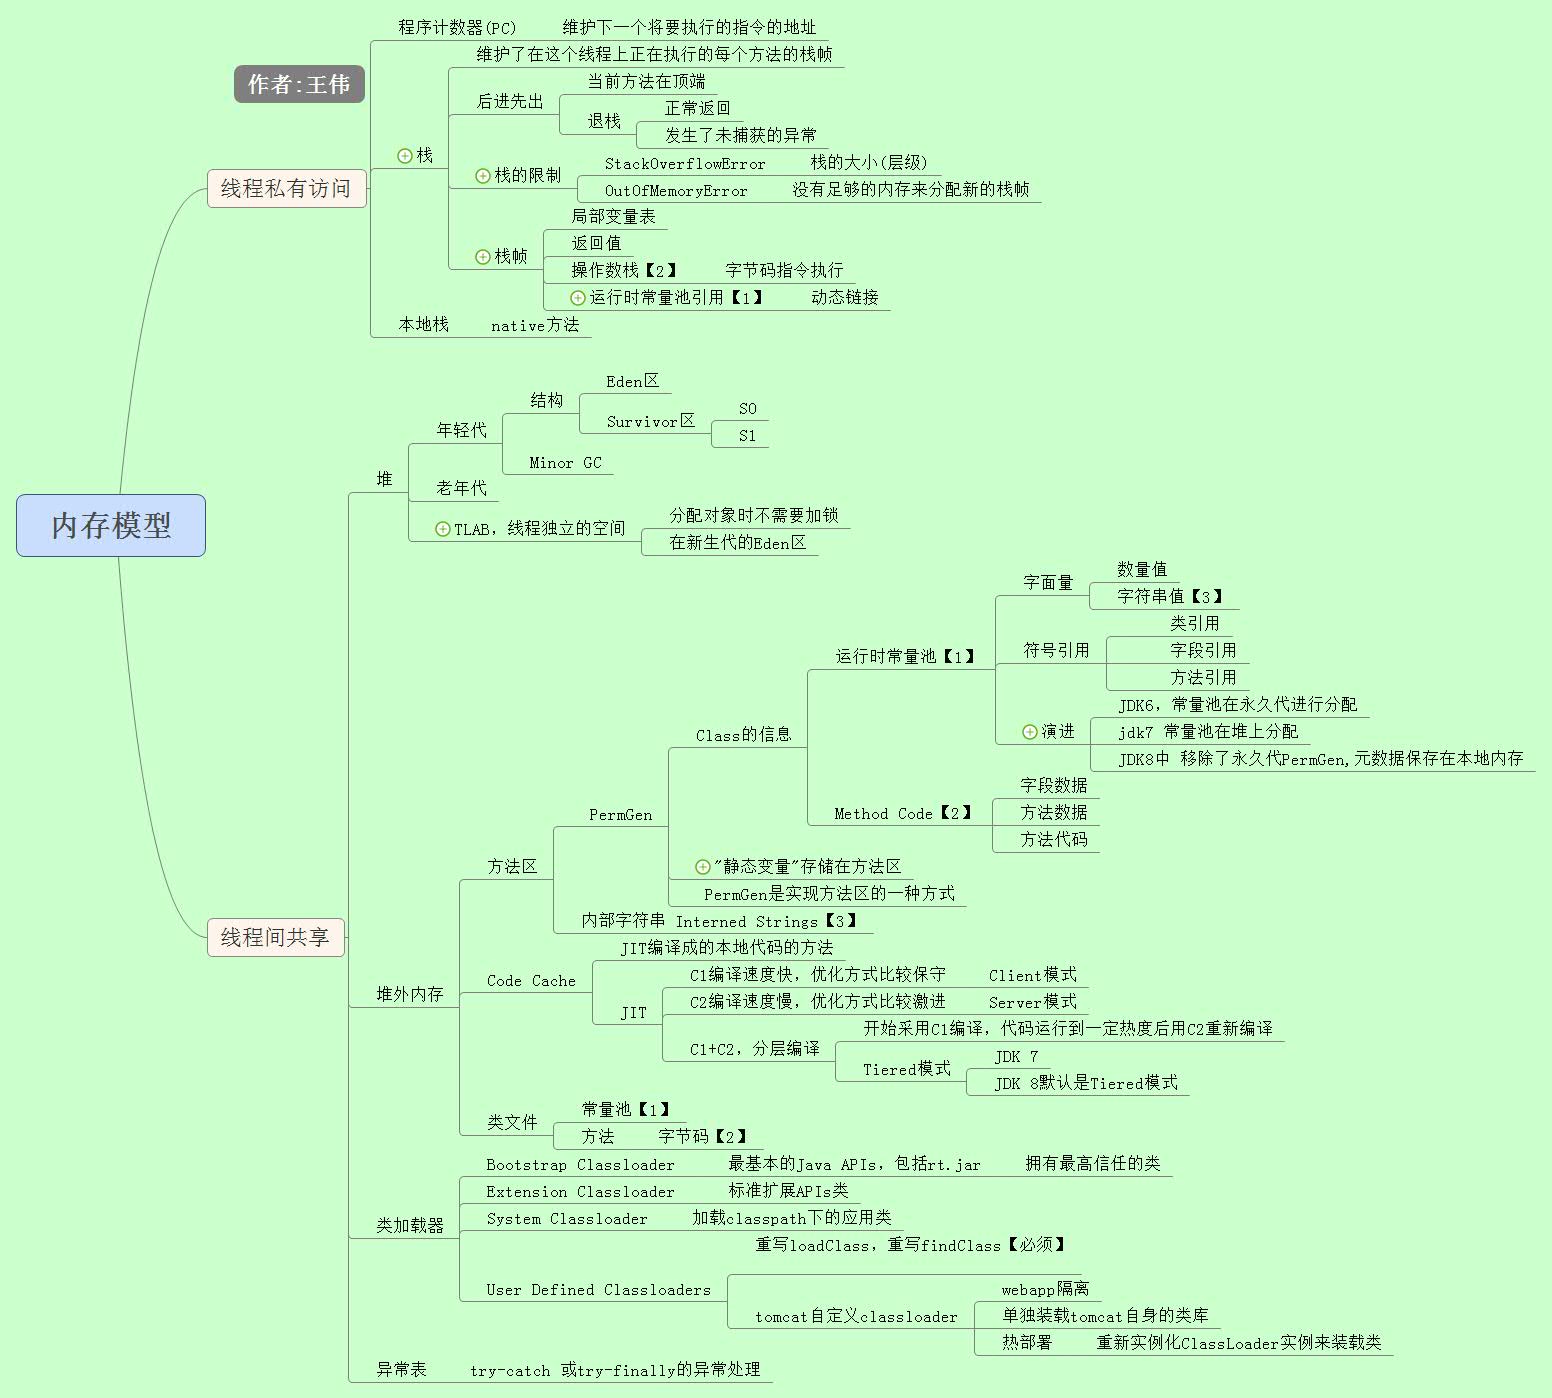 程序计数器(PC) 维护下一个将要执行的指令的地址
维护了在这个线程上正在执行的每个方法的栈帧
作者:王伟
当前方法在顶端
后进先出
正常返回
退栈
发生了未捕获的异常
栈
StackOverflowError 栈的大小(层级)
栈的限制
线程私有访问
OutOfMemoryError 没有足够的内存来分配新的栈帧
局部变量表
返回值
栈帧
操作数栈【2】 字节码指令执行
运行时常量池引用【1】 动态链接
本地栈 native方法
Eden区
结构
S0
Survivor区
年轻代
S1
Minor GC
堆
老年代
分配对象时不需要加锁
内存模型
TLAB，线程独立的空间
在新生代的Eden区
数量值
字面量
字符串值【3】
类引用
符号引用
字段引用
运行时常量池【1】
方法引用
JDK6，常量池在永久代进行分配
演进
jdk7 常量池在堆上分配
Class的信息
JDK8中 移除了永久代PermGen,元数据保存在本地内存
字段数据
PermGen
Method Code【2】
方法数据
方法代码
方法区
"静态变量"存储在方法区
PermGen是实现方法区的一种方式
内部字符串 Interned Strings【3】
线程间共享
JIT编译成的本地代码的方法
C1编译速度快，优化方式比较保守 Client模式
Code Cache
堆外内存
C2编译速度慢，优化方式比较激进 Server模式
JIT
开始采用C1编译，代码运行到一定热度后用C2重新编译
C1+C2，分层编译
JDK 7
Tiered模式
JDK 8默认是Tiered模式
常量池【1】
类文件
方法 字节码【2】
Bootstrap Classloader 最基本的Java APIs，包括rt.jar 拥有最高信任的类
Extension Classloader 标准扩展APIs类
System Classloader 加载classpath下的应用类
类加载器
重写loadClass，重写findClass【必须】
User Defined Classloaders
webapp隔离
tomcat自定义classloader
单独装载tomcat自身的类库
热部署 重新实例化ClassLoader实例来装载类
异常表 try-catch 或try-finally的异常处理